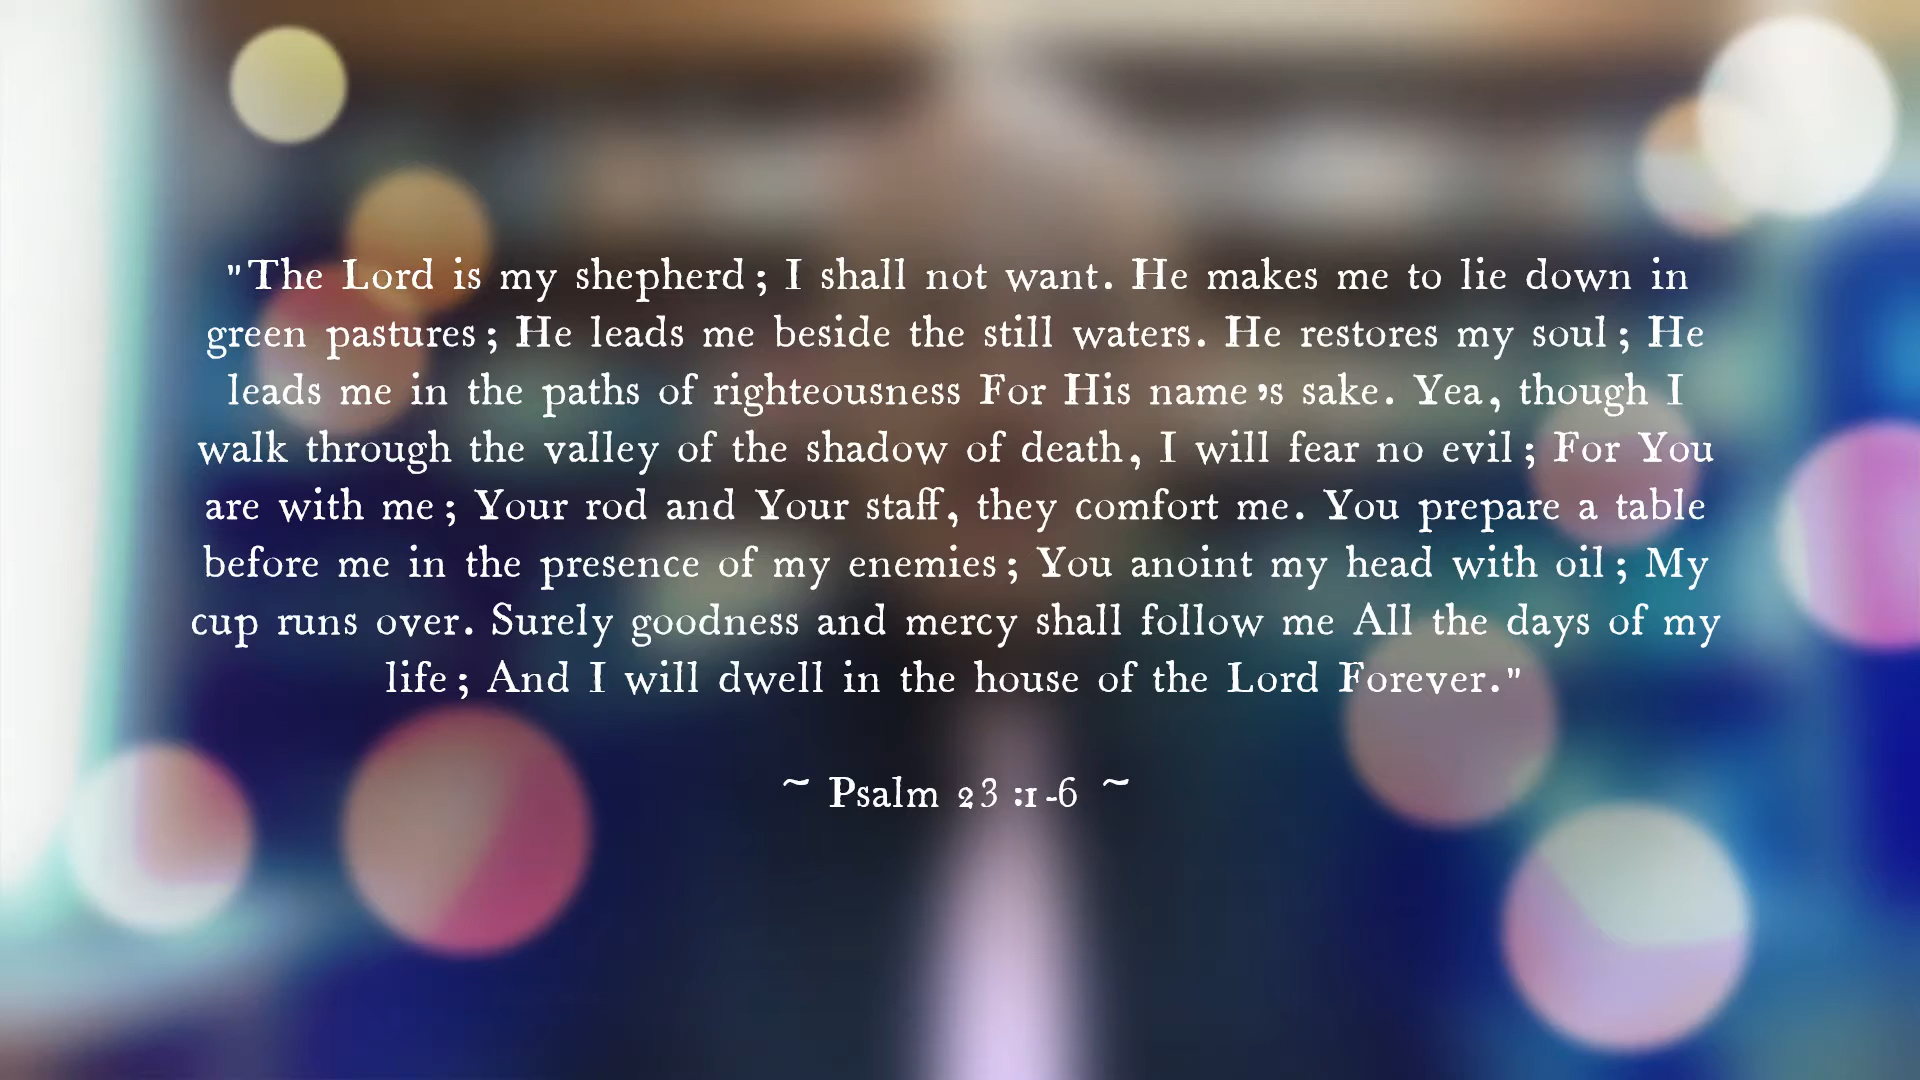 "The Lord is my shepherd; I shall not want. He makes me to lie down in
green pastures; He leads me beside the still waters. He restores my soul; He
leads me in the paths of righteousness For His name's sake. Yea, though I
walk through the valley of the shadow of death, I will fear no evil; For You
are with me; Your rod and Your staff, they comfort me. You prepare a table
before me in the presence of my enemies; You anoint my head with oil; My
cup runs over. Surely goodness and mercy shall follow me All the days of my
life; And I will dwell in the house of the Lord Forever."
~ Psalm 23:1-6 ~